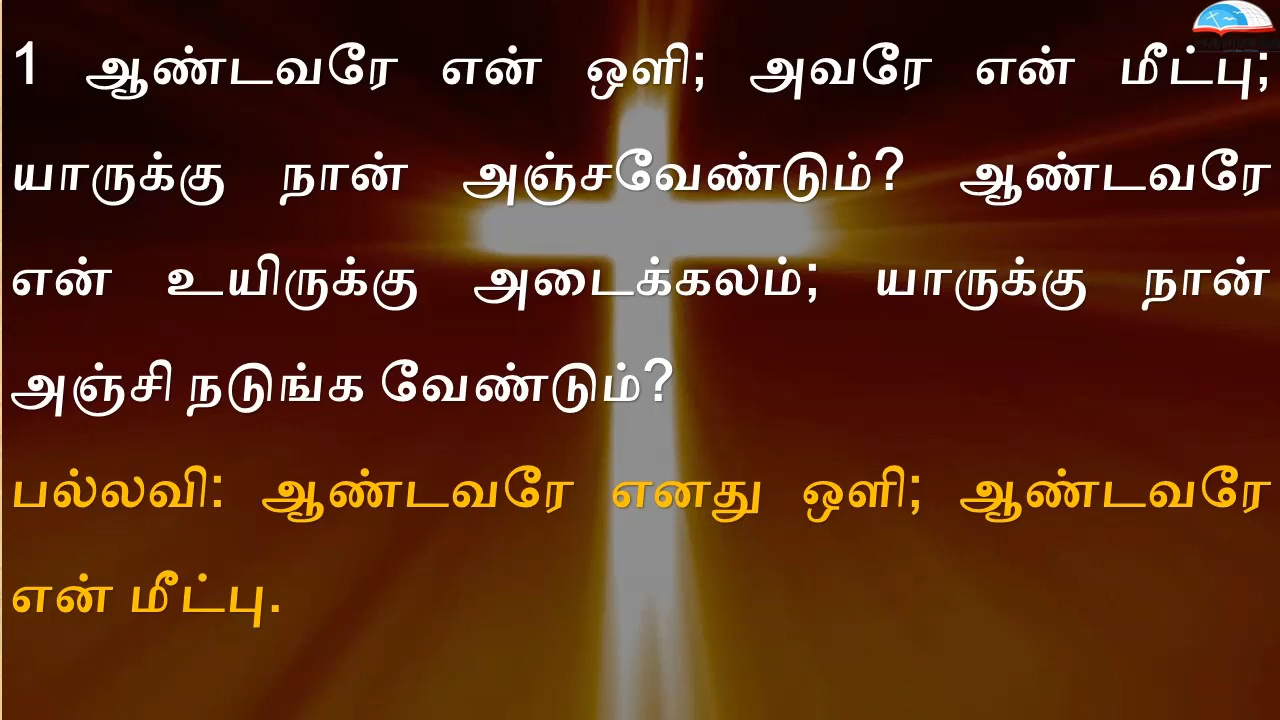 1 ஆண்டவரே என் ஒளி; அவரே என் மீட்பு;
யாருக்கு நான் அஞ்சவேண்டும்? ஆண்டவரே
என் உயிருக்கு அடைக்கலம்; யாருக்கு நான்
அஞ்சி நடுங்க வேண்டும்?
பல்லவி: ஆண்டவரே எனது ஒளி; ஆண்டவரே
என் மீட்பு.